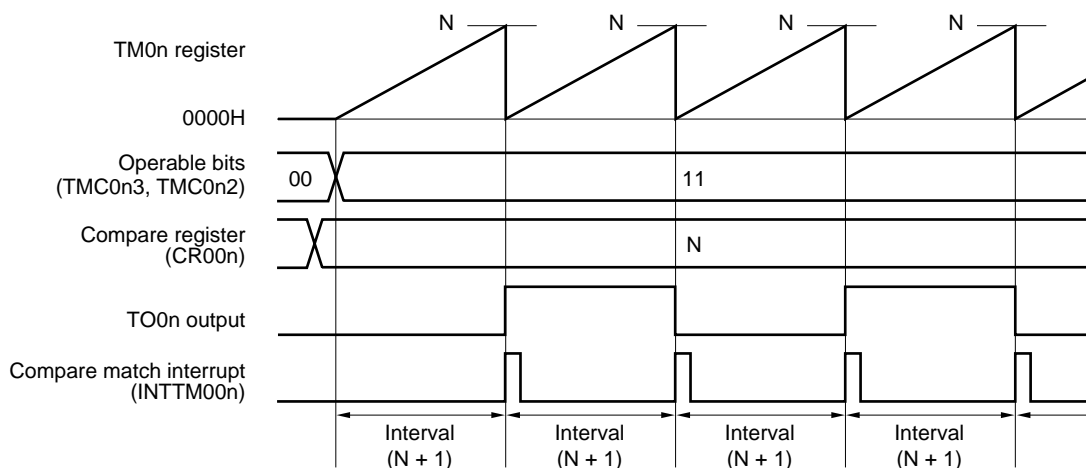 N N N N
TM0n register
0000H
Operable bits
(TMC0n3, TMC0n2)
00 11
Compare register
(CR00n)
N
TO0n output
Compare match interrupt
(INTTM00n)
Interval
(N + 1)
Interval
(N + 1)
Interval
(N + 1)
Interval
(N + 1)